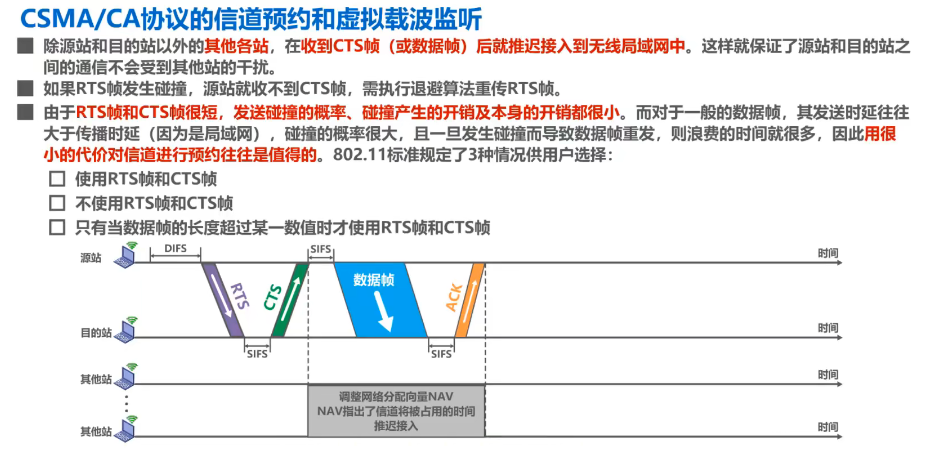 CSMA/CA协议的信道预约和虚拟载波监听
除源站和目的站以外的其他各站，在收到CTS帧（或数据帧）后就推迟接入到无线局域网中。这样就保证了源站和目的站之
间的通信不会受到其他站的干扰。
如果RTS帧发生碰撞，源站就收不到CTS帧，需执行退避算法重传RTS帧。
由于RTS帧和CTS帧很短，发送碰撞的概率、碰撞产生的开销及本身的开销都很小。而对于一般的数据帧，其发送时延往往
大于传播时延（因为是局域网），碰撞的概率很大，且一旦发生碰撞而导致数据帧重发，则浪费的时间就很多，因此用很
小的代价对信道进行预约往往是值得的。802.11标准规定了3种情况供用户选择：
使用RTS帧和CTS帧
不使用RTS帧和CTS帧
只有当数据帧的长度超过某一数值时才使用RTS帧和CTS帧
源站
DIFS
SIFS
时间
RTS
CTS
数据帧
ACK
目的站
SIFS
SIFS
时间
其他站
时间
调整网络分配向量NAV
NAV指出了信道将被占用的时间
推迟接入
其他站
时间